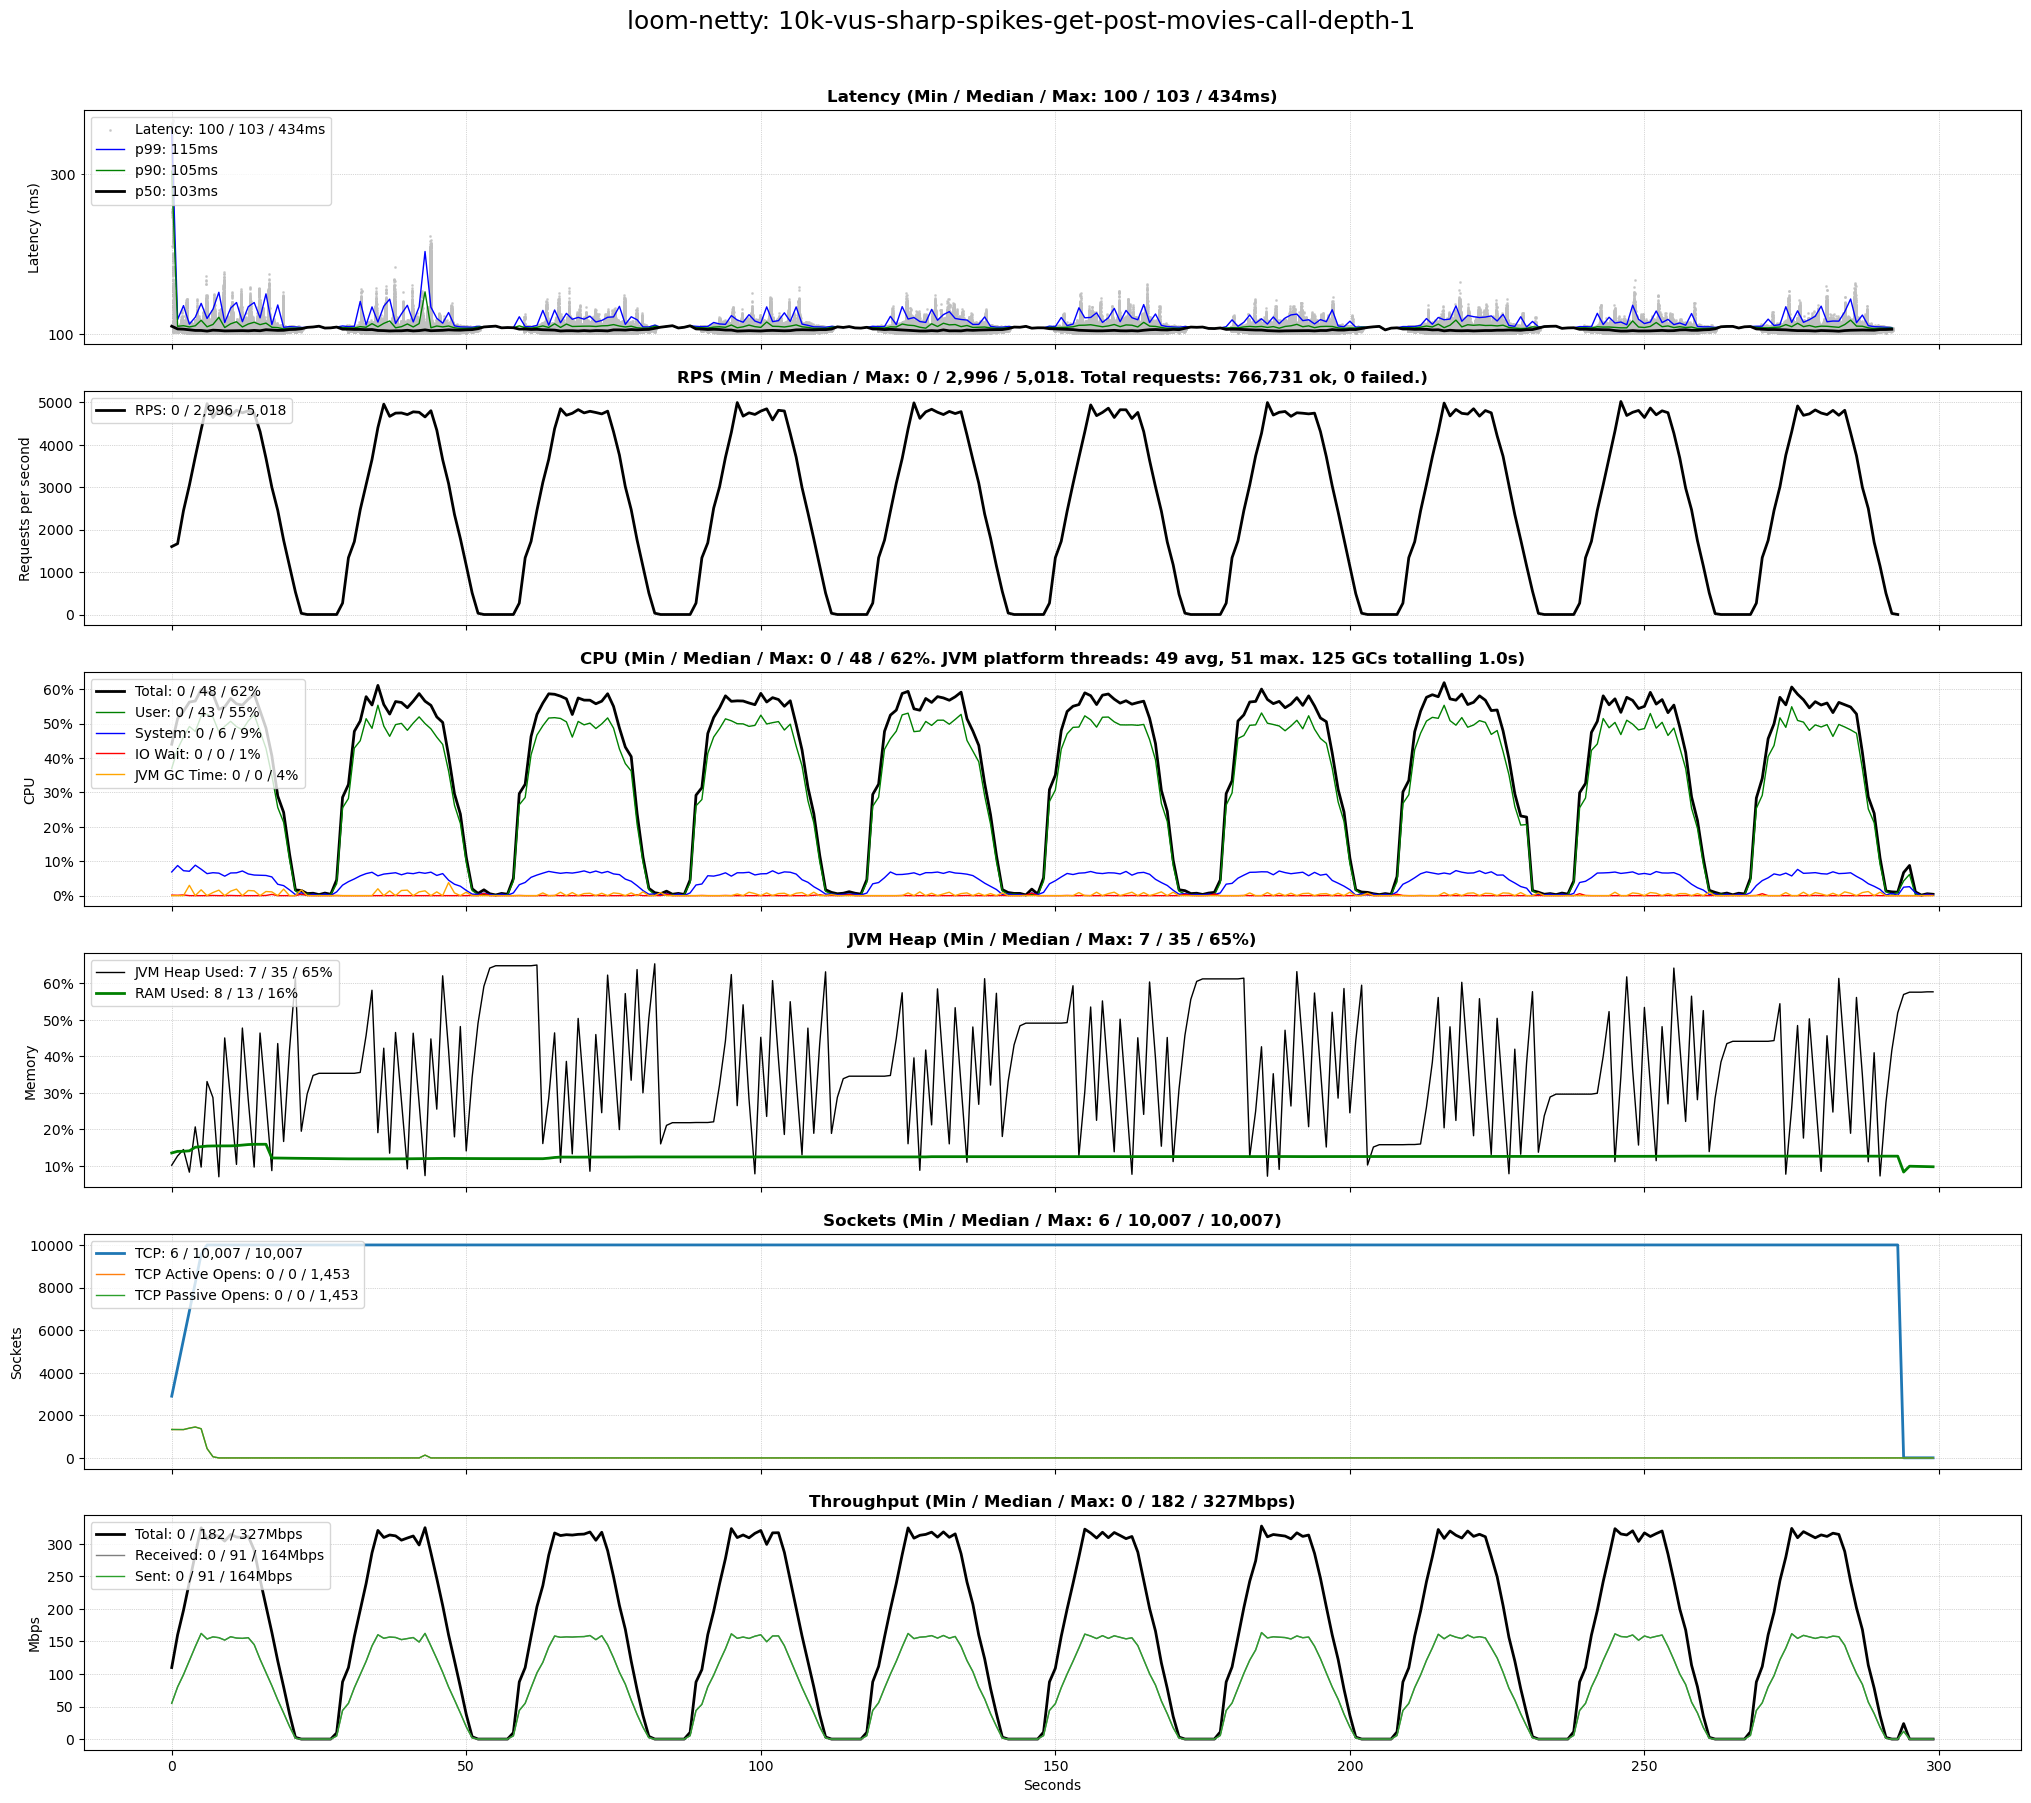 loom-netty: 10k-vus-sharp-spikes-get-post-movies-call-depth-1
Latency (Min / Median / Max: 100 / 103 / 434ms)
Latency: 100 / 103 / 434ms
p99: 115ms
p90: 105ms
p50: 103ms
300
100
Latency (ms)
RPS (Min / Median / Max: 0 / 2,996 / 5,018. Total requests: 766,731 ok, 0 failed.)
RPS: 0 / 2,996 / 5,018
5000
4000
3000
2000
1000
0
Requests per second
CPU (Min / Median / Max: 0 / 48 / 62%. JVM platform threads: 49 avg, 51 max. 125 GCs totalling 1.0s)
Total: 0 / 48 / 62%
User: 0 / 43 / 55%
System: 0 / 6 / 9%
IO Wait: 0 / 0 / 1%
JVM GC Time: 0 / 0 / 4%
60%
50%
40%
30%
20%
10%
0%
CPU
JVM Heap (Min / Median / Max: 7 / 35 / 65%)
JVM Heap Used: 7 / 35 / 65%
RAM Used: 8 / 13 / 16%
60%
50%
40%
30%
20%
10%
Memory
Sockets (Min / Median / Max: 6 / 10,007 / 10,007)
TCP: 6 / 10,007 / 10,007
TCP Active Opens: 0 / 0 / 1,453
TCP Passive Opens: 0 / 0 / 1,453
10000
8000
6000
4000
2000
0
Sockets
Throughput (Min / Median / Max: 0 / 182 / 327Mbps)
Total: 0 / 182 / 327Mbps
Received: 0 / 91 / 164Mbps
Sent: 0 / 91 / 164Mbps
300
250
200
150
100
50
0
Mbps
0 50 100 150 200 250 300
Seconds